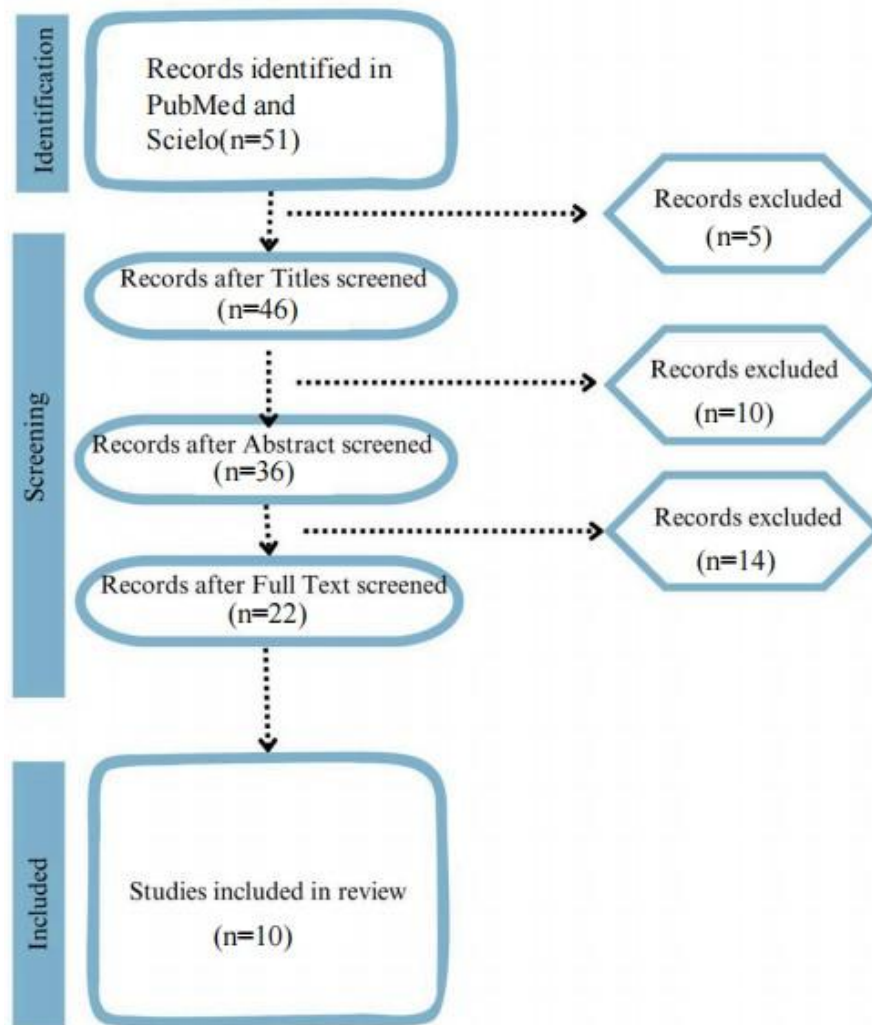 Identification
Records identified in
PubMed and
Scielo(n=51)
Records excluded
(n=5)
Screening
Records after Titles screened
(n=46)
Records excluded
(n=10)
Records after Abstract screened
(n=36)
Records excluded
(n=14)
Records after Full Text screened
(n=22)
Included
Studies included in review
(n=10)